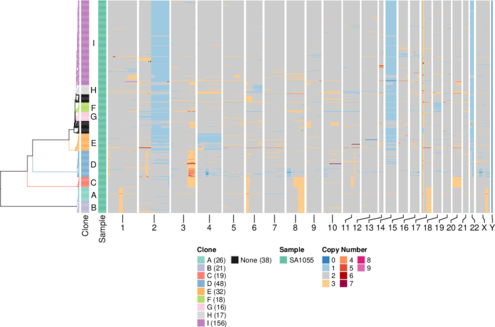 I
H
F
G
E
D
C
A
B
Clone
Sample
1 2 3 4 5 6 7 8 9 10 11 12 13 14 15 16 17 18 19 20 21 22 X Y
Clone Sample Copy Number
A (26) None (38) SA1055 0 4 8
B (21) 1 5 9
C (19) 2 6
D (48) 3 7
E (32)
F (18)
G (16)
H (17)
I (156)